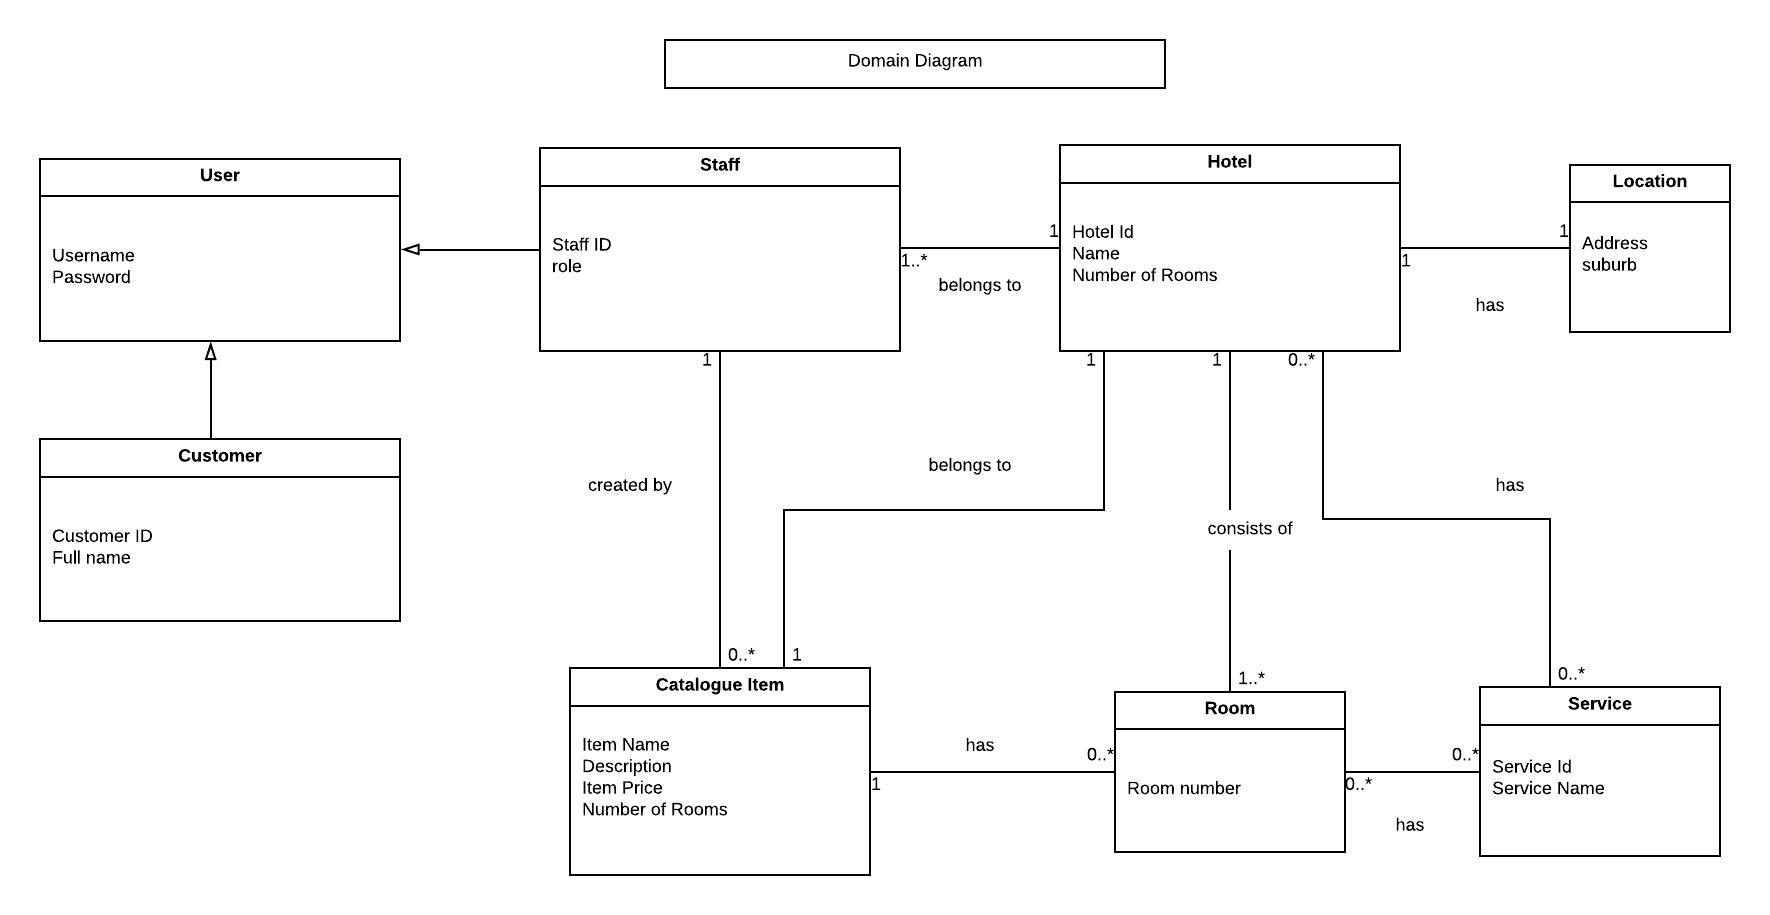 Domain Diagram
User
Username
Password
Staff
Staff ID
role
Hotel
Hotel Id
Name
Number of Rooms
Location
Address
suburb
1
1..*
belongs to
1
1
has
Customer
Customer ID
Full name
1
1
1
0..*
created by
belongs to
consists of
has
0..*
1
1..*
0..*
Catalogue Item
Item Name
Description
Item Price
Number of Rooms
has
1
0..*
Room
Room number
0..*
0..*
has
Service
Service Id
Service Name